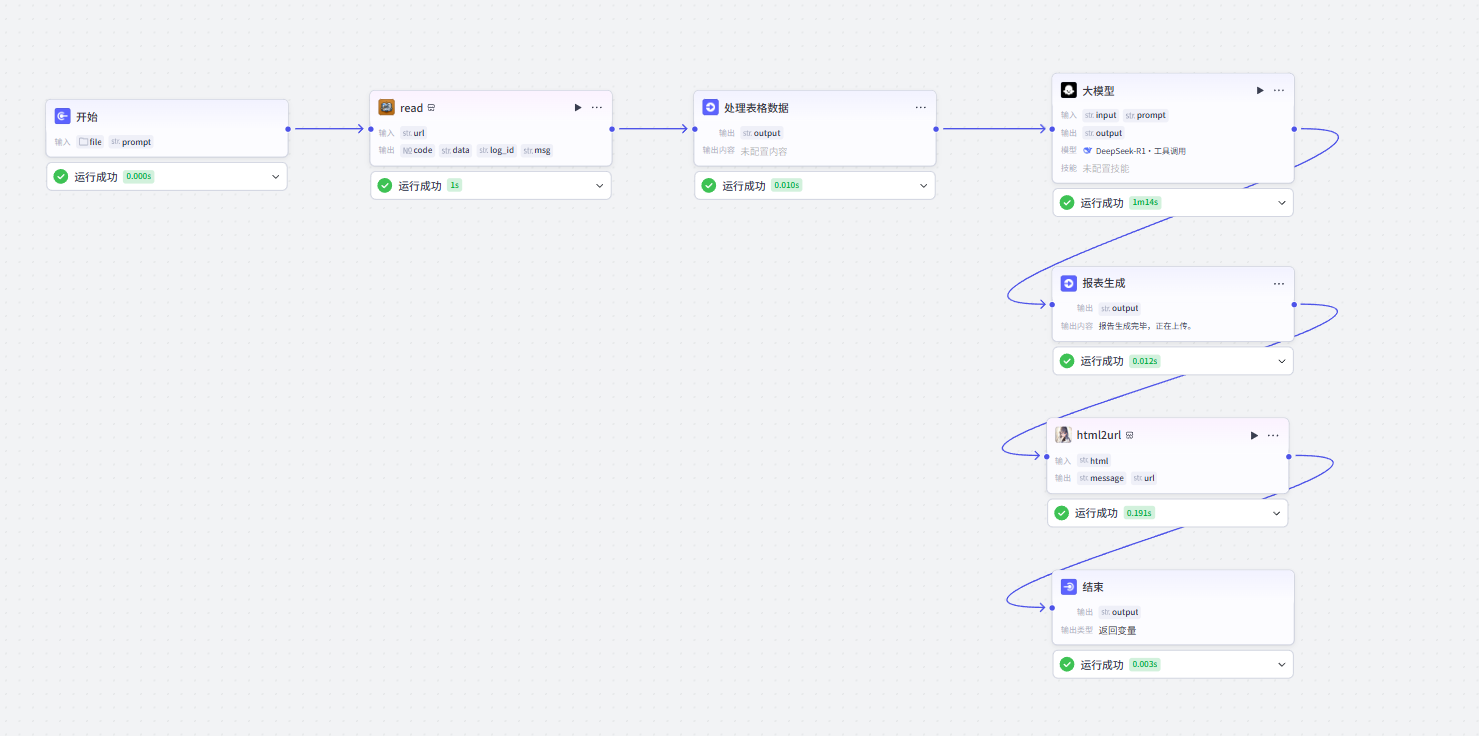 开始
输入 file str. prompt
运行成功 0.000s
read
输入 str. url
输出 N0 code str. data str. log_id str. msg
运行成功 1s
处理表格数据
输出 str. output
输出内容 未配置内容
运行成功 0.010s
大模型
输入 str. input str. prompt
输出 str. output
模型 DeepSeek-R1·工具调用
技能 未配置技能
运行成功 1m14s
报表生成
输出 str. output
输出内容 报告生成完毕，正在上传。
运行成功 0.012s
html2url
输入 str. html
输出 str. message str. url
运行成功 0.191s
结束
输出 str. output
输出类型 返回变量
运行成功 0.003s